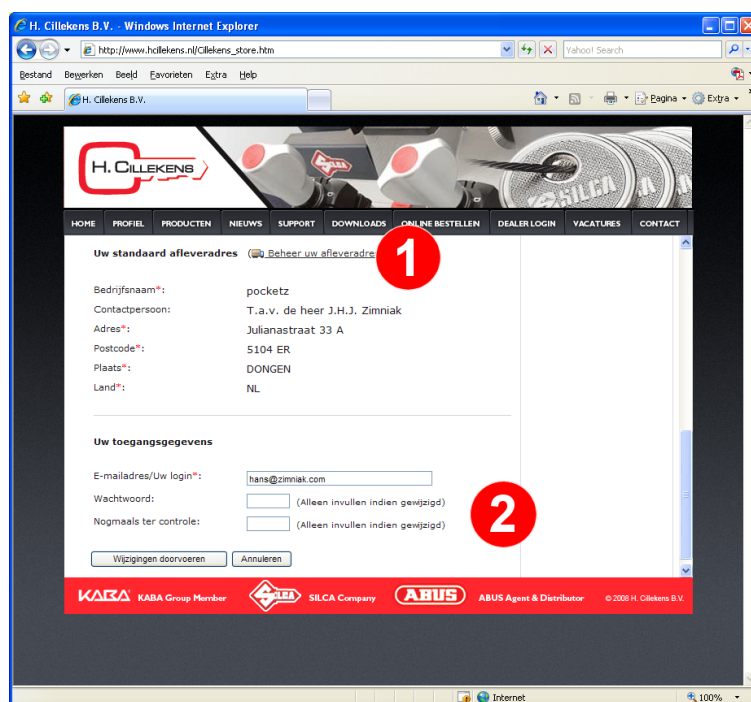 H. Cillekens B.V. - Windows Internet Explorer
http://www.hcillekens.nl/Cillekens_store.htm
Yahoo! Search
Bestand Bewerken Beeld Favorieten Extra Help
H. Cillekens B.V.
Pagina Extra
H. CILLEKENS
SILCA
SILCA
HOME PROFIEL PRODUCTEN NIEUWS SUPPORT DOWNLOADS ONLINE BESTELLEN DEALER LOGIN VACATURES CONTACT
Uw standaard afleveradres (Beheer uw afleveradre
1
Bedrijfsnaam*: pocketz
Contactpersoon: T.a.v. de heer J.H.J. Zimniak
Adres*: Julianastraat 33 A
Postcode*: 5104 ER
Plaats*: DONGEN
Land*: NL
Uw toegangsgegevens
E-mailadres/Uw login*: hans@zimniak.com
Wachtwoord: (Alleen invullen indien gewijzigd)
Nogmaals ter controle: (Alleen invullen indien gewijzigd)
2
Wijzigingen doorvoeren Annuleren
KABA KABA Group Member SILCA SILCA Company ABUS ABUS Agent & Distributor © 2008 H. Cillekens B.V.
Internet 100%